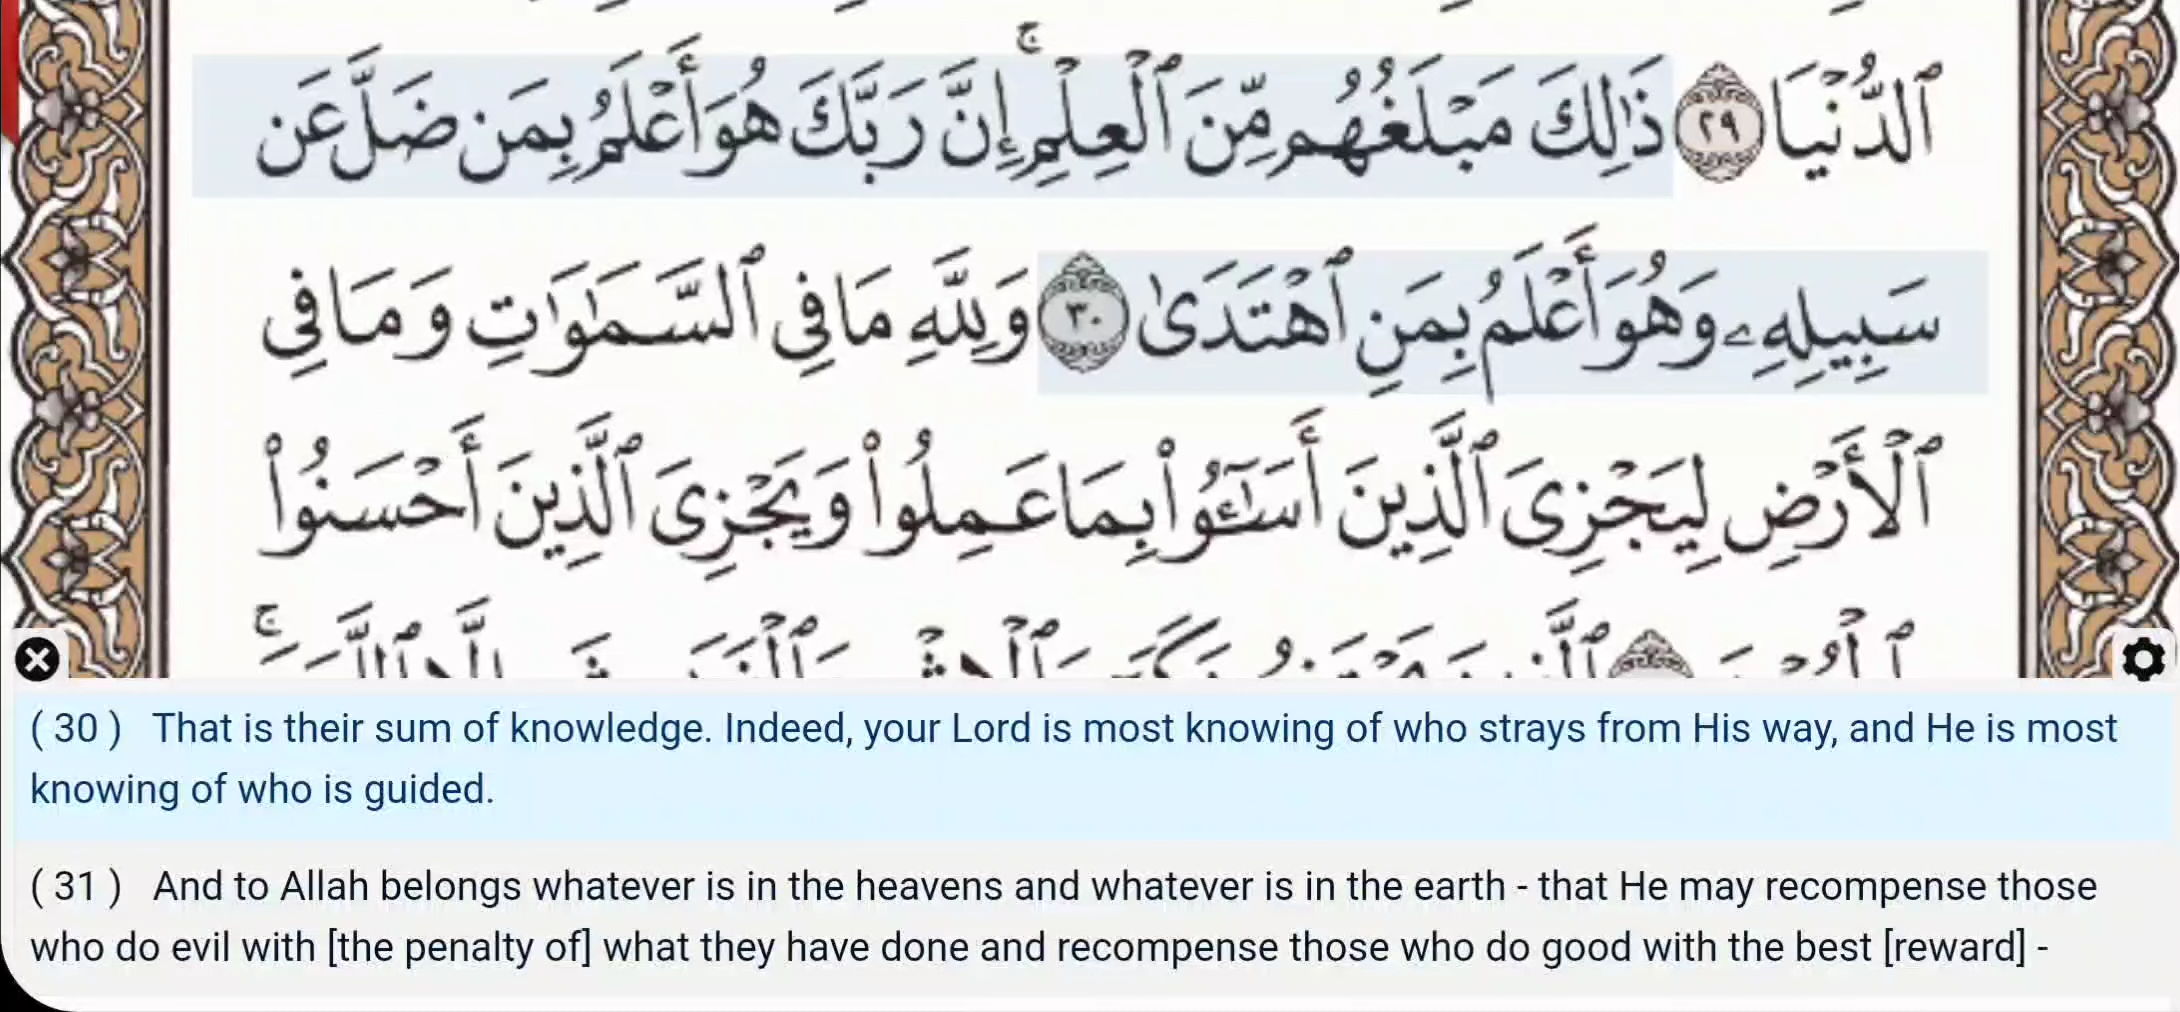 ٱلدُّنْيَا ٢٩ ذَٰلِكَ مَبْلَغُهُم مِّنَ ٱلْعِلْمِ ۚ إِنَّ رَبَّكَ هُوَ أَعْلَمُ بِمَن ضَلَّ عَن
سَبِيلِهِۦ وَهُوَ أَعْلَمُ بِمَنِ ٱهْتَدَىٰ ٣٠ وَلِلَّهِ مَا فِى ٱلسَّمَٰوَٰتِ وَمَا فِى
ٱلْأَرْضِ لِيَجْزِىَ ٱلَّذِينَ أَسَٰٓـُٔوا۟ بِمَا عَمِلُوا۟ وَيَجْزِىَ ٱلَّذِينَ أَحْسَنُوا۟
( 30 ) That is their sum of knowledge. Indeed, your Lord is most knowing of who strays from His way, and He is most
knowing of who is guided.
( 31 ) And to Allah belongs whatever is in the heavens and whatever is in the earth - that He may recompense those
who do evil with [the penalty of] what they have done and recompense those who do good with the best [reward] -